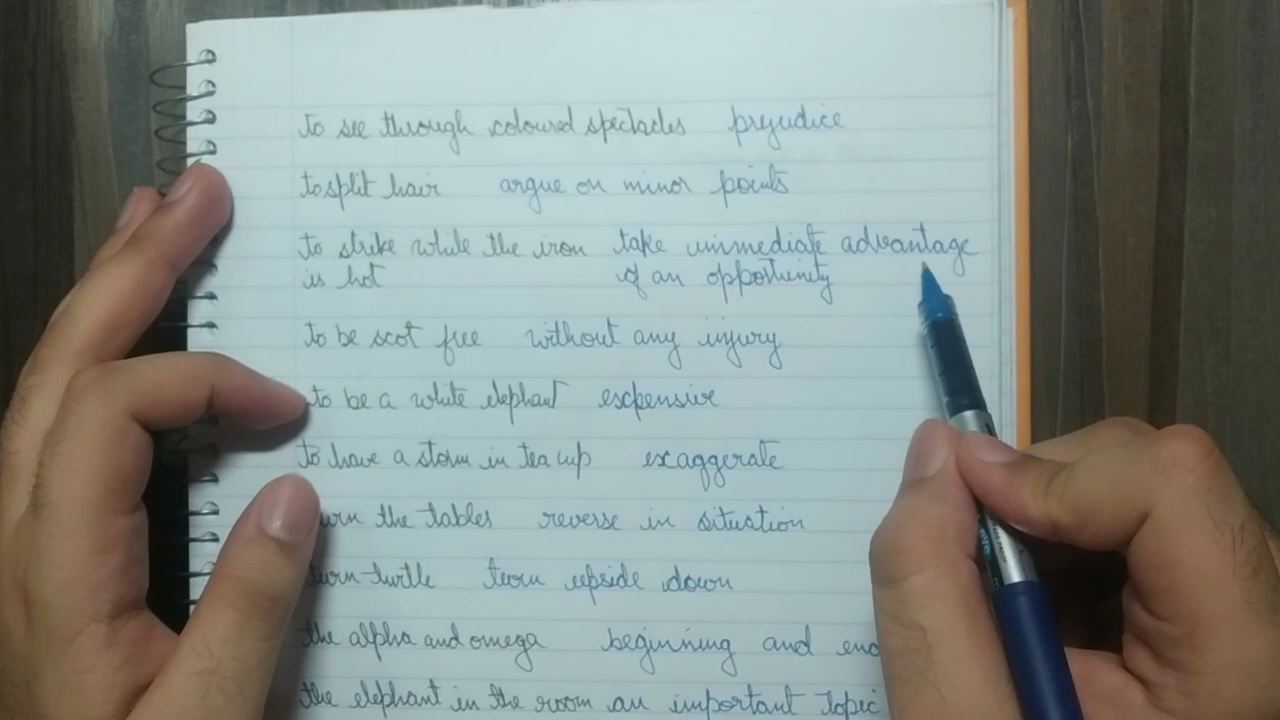 to see through coloured spectacles prejudice
to split hair argue on minor points
to strike while the iron take immediate advantage
is hot of an opportunity
to be scot free without any injury
to be a white elephant expensive
to have a storm in tea cup exaggerate
turn the tables reverse in situation
turn turtle turn upside down
the alpha and omega beginning and end
the elephant in the room an important topic